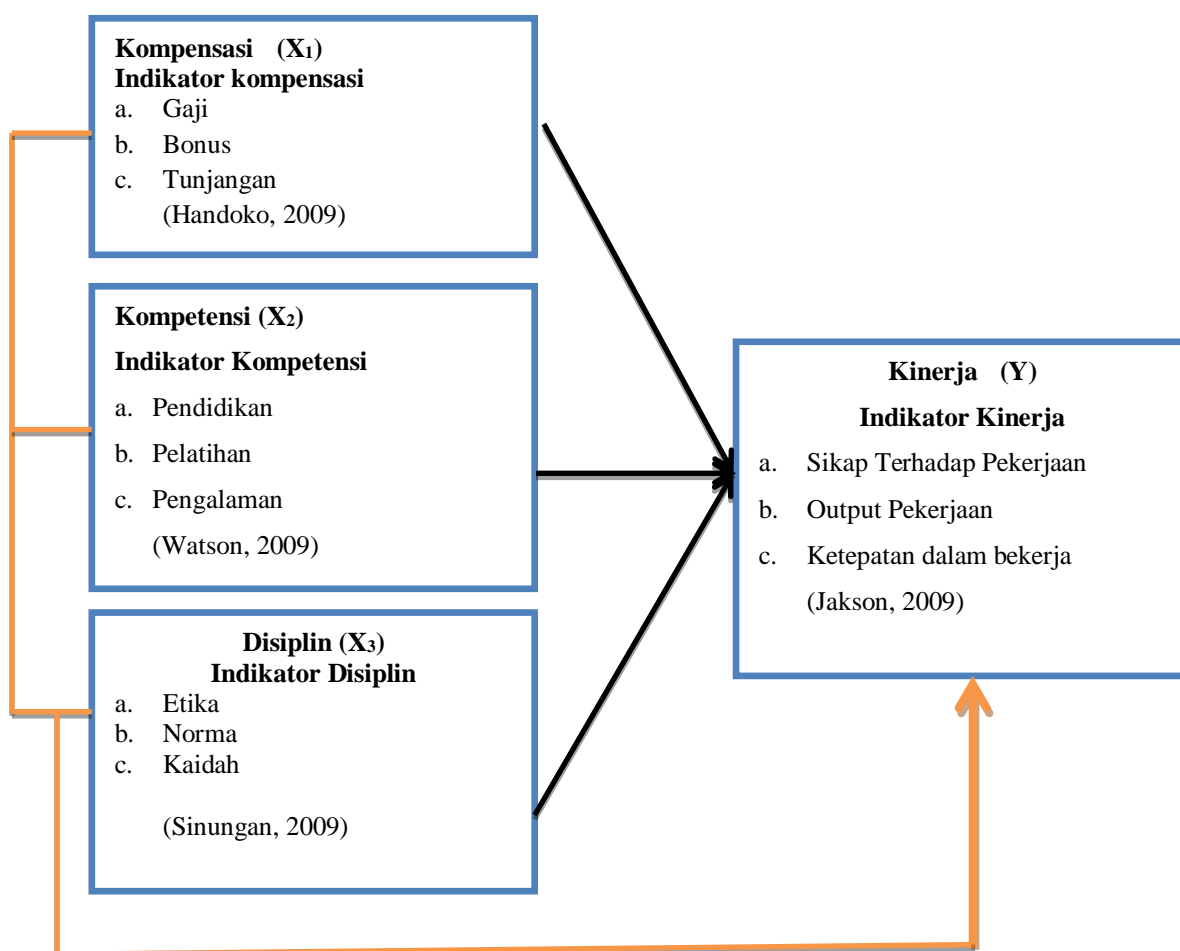 Kompensasi (X₁)
Indikator kompensasi
a. Gaji
b. Bonus
c. Tunjangan
(Handoko, 2009)
Kompetensi (X₂)
Indikator Kompetensi
a. Pendidikan
b. Pelatihan
c. Pengalaman
(Watson, 2009)
Disiplin (X₃)
Indikator Disiplin
a. Etika
b. Norma
c. Kaidah
(Sinungan, 2009)
Kinerja (Y)
Indikator Kinerja
a. Sikap Terhadap Pekerjaan
b. Output Pekerjaan
c. Ketepatan dalam bekerja
(Jakson, 2009)